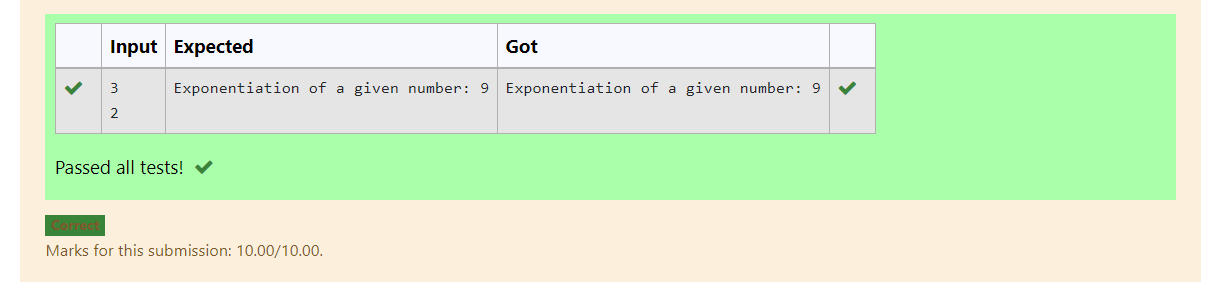 Input Expected Got
3 Exponentiation of a given number: 9 Exponentiation of a given number: 9
2
Passed all tests!
Correct
Marks for this submission: 10.00/10.00.